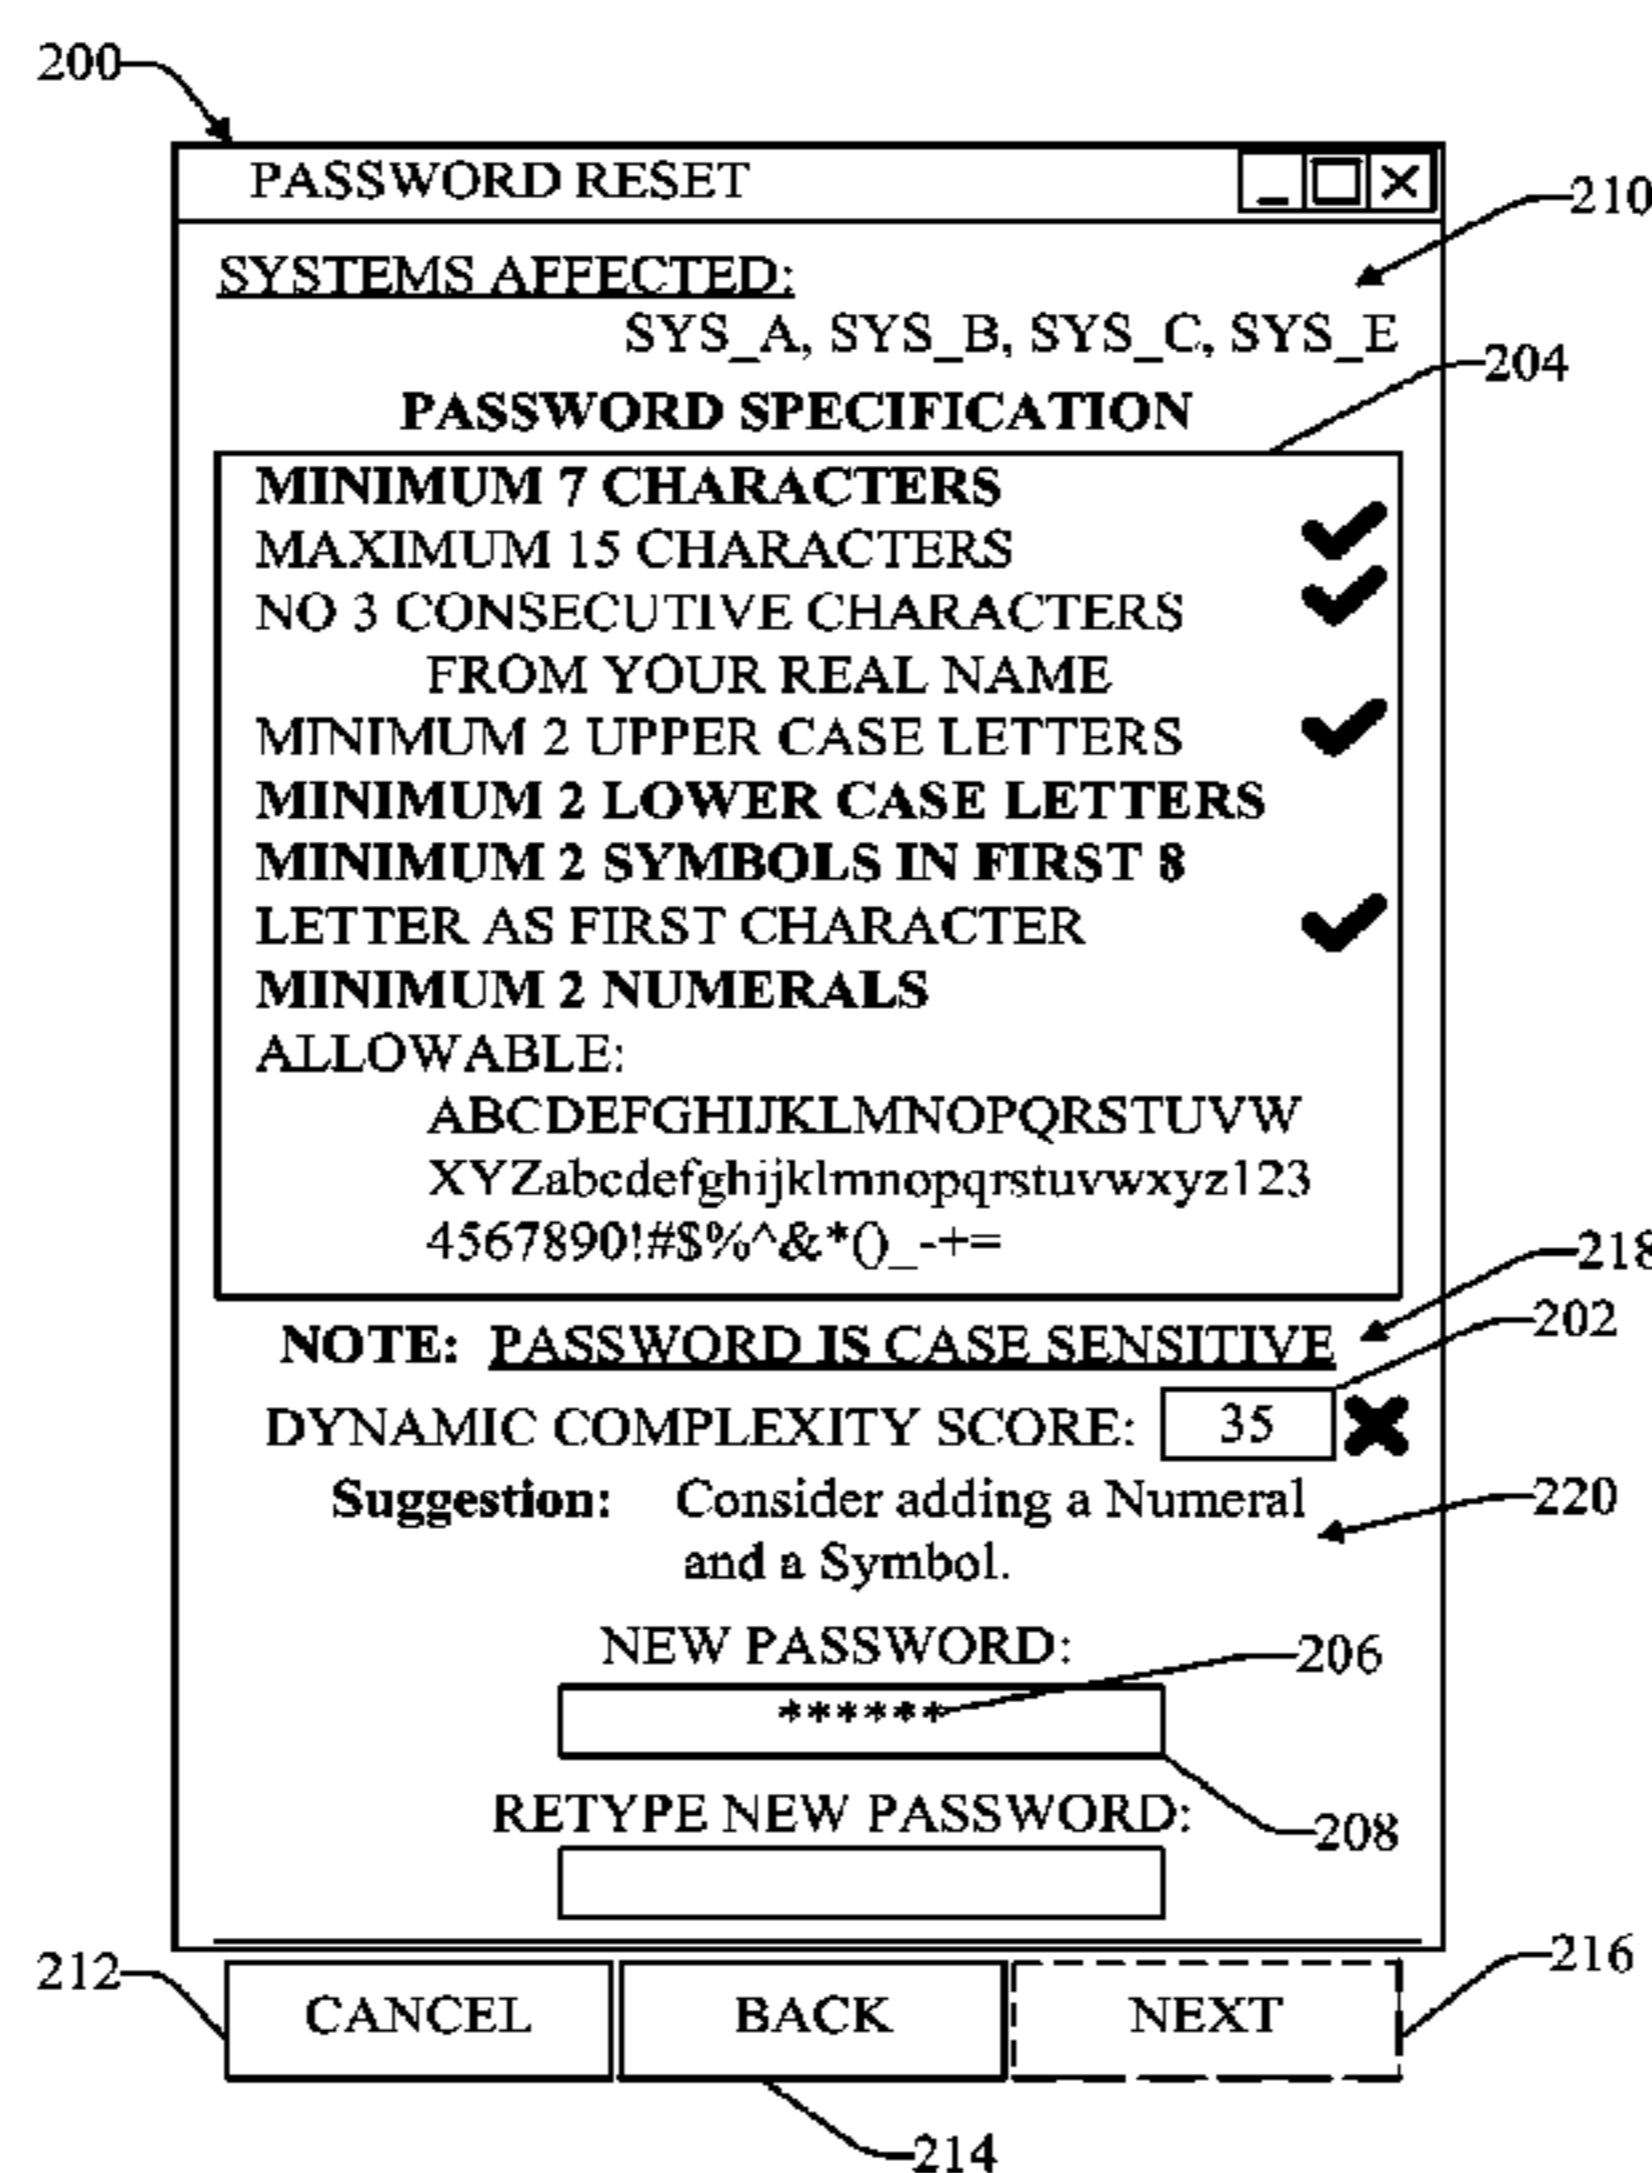 200
PASSWORD RESET
210
SYSTEMS AFFECTED:
SYS_A, SYS_B, SYS_C, SYS_E
204
PASSWORD SPECIFICATION
MINIMUM 7 CHARACTERS
MAXIMUM 15 CHARACTERS
NO 3 CONSECUTIVE CHARACTERS
FROM YOUR REAL NAME
MINIMUM 2 UPPER CASE LETTERS
MINIMUM 2 LOWER CASE LETTERS
MINIMUM 2 SYMBOLS IN FIRST 8
LETTER AS FIRST CHARACTER
MINIMUM 2 NUMERALS
ALLOWABLE:
ABCDEFGHIJKLMNOPQRSTUVW
XYZabcdefghijklmnopqrstuvwxyz123
4567890!#$%^&*()_-+=
218
NOTE: PASSWORD IS CASE SENSITIVE
202
DYNAMIC COMPLEXITY SCORE: 35
Suggestion: Consider adding a Numeral
and a Symbol.
220
NEW PASSWORD:
206
******
RETYPE NEW PASSWORD:
208
212
CANCEL BACK NEXT
216
214